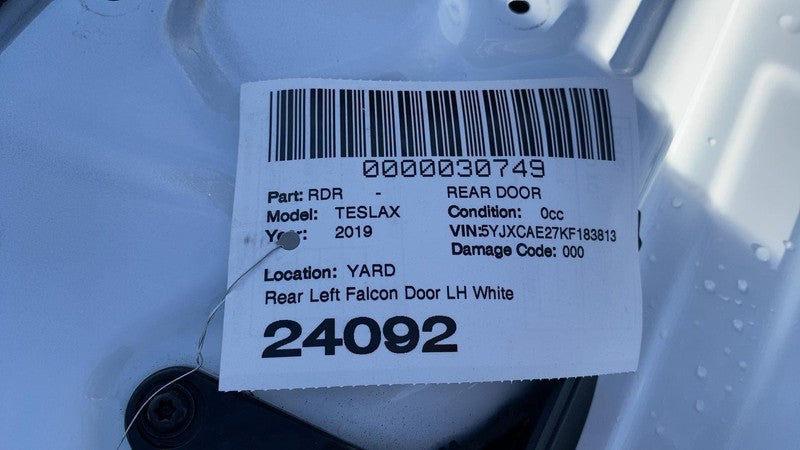 0000030749
Part: RDR - REAR DOOR
Model: TESLAX Condition: 0cc
Year: 2019 VIN:5YJXCAE27KF183813
Damage Code: 000
Location: YARD
Rear Left Falcon Door LH White
24092